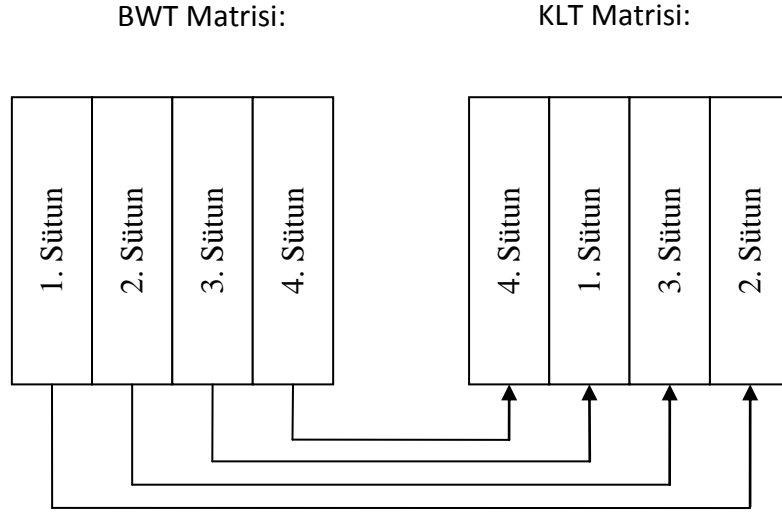 BWT Matrisi:
KLT Matrisi:
1. Sütun
2. Sütun
3. Sütun
4. Sütun
4. Sütun
1. Sütun
3. Sütun
2. Sütun